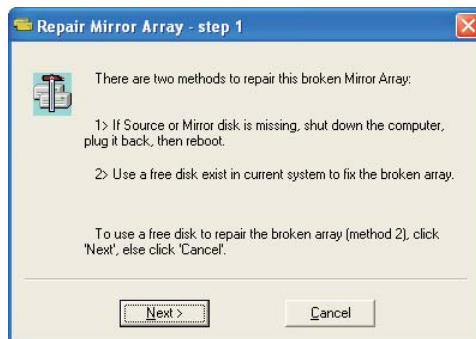 Repair Mirror Array - step 1
There are two methods to repair this broken Mirror Array:
1> If Source or Mirror disk is missing, shut down the computer,
plug it back, then reboot.
2> Use a free disk exist in current system to fix the broken array.
To use a free disk to repair the broken array (method 2), click
'Next', else click 'Cancel'.
Next >
Cancel